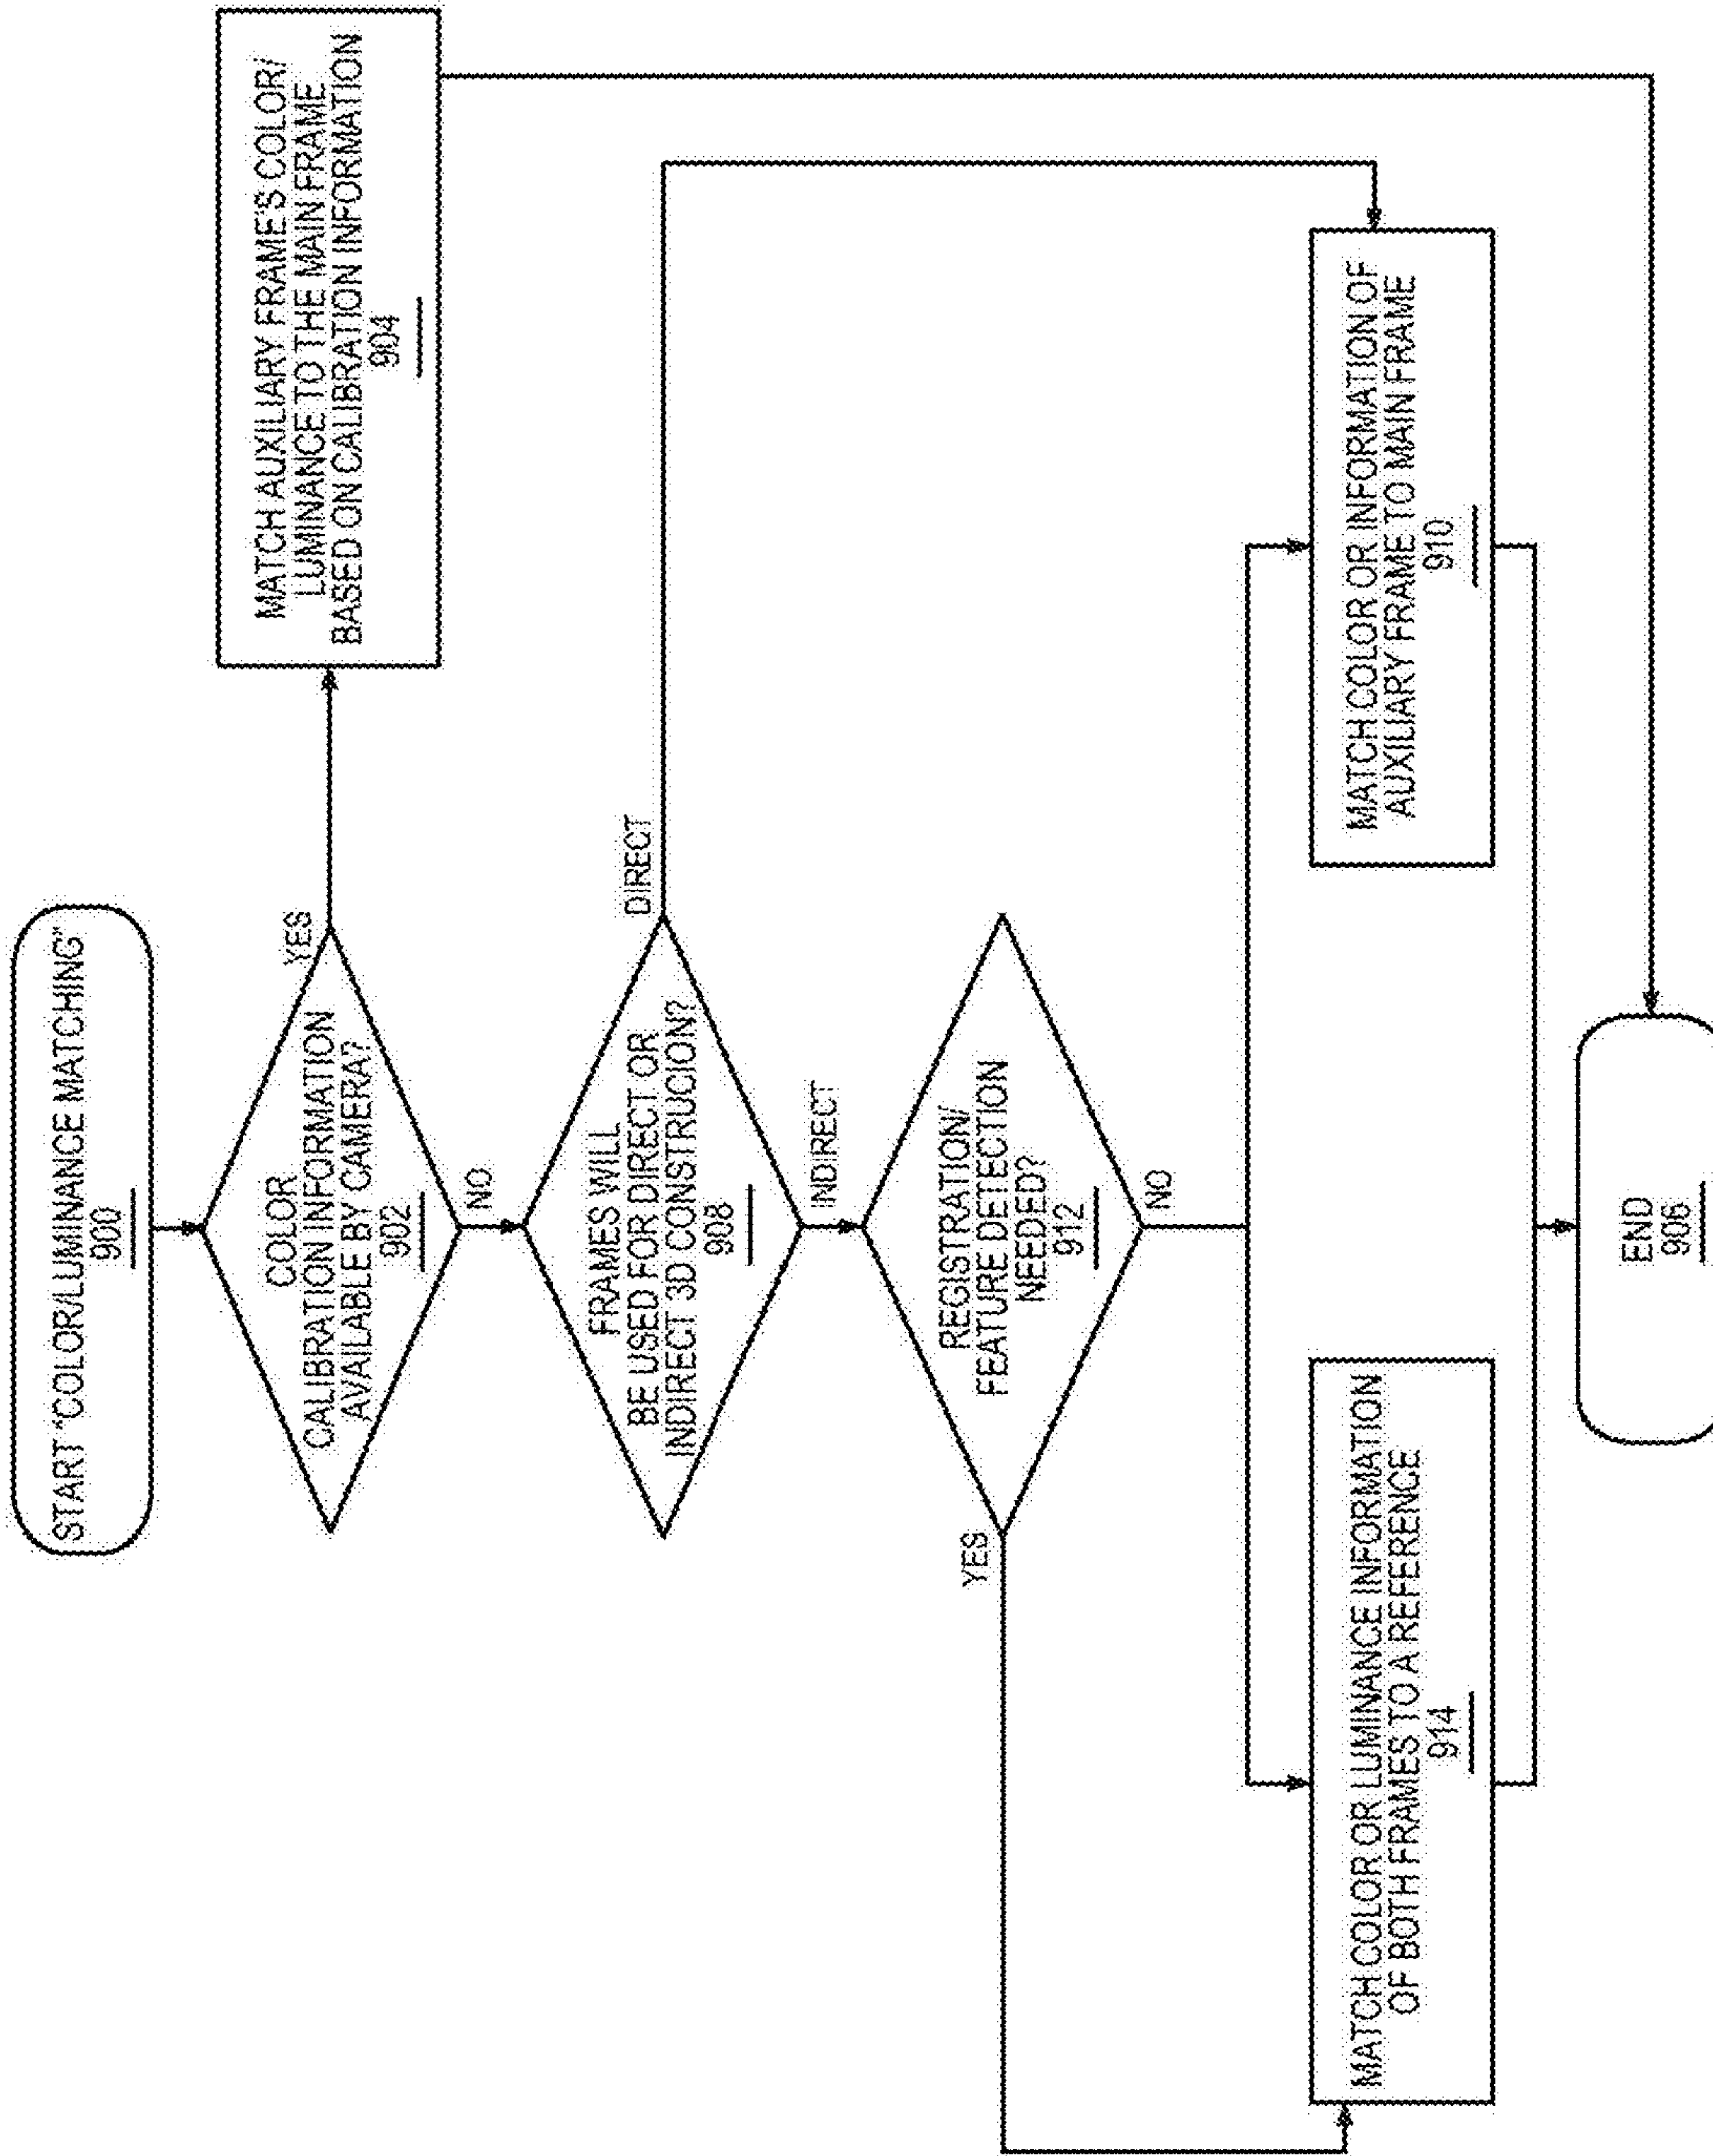 START "COLOR/LUMINANCE MATCHING"
900
COLOR
CALIBRATION INFORMATION
AVAILABLE BY CAMERA?
902
YES
NO
MATCH AUXILIARY FRAME'S COLOR/
LUMINANCE TO THE MAIN FRAME
BASED ON CALIBRATION INFORMATION
904
FRAMES WILL
BE USED FOR DIRECT OR
INDIRECT 3D CONSTRUCION?
908
DIRECT
INDIRECT
REGISTRATION/
FEATURE DETECTION
NEEDED?
912
YES
NO
MATCH COLOR OR LUMINANCE INFORMATION
OF BOTH FRAMES TO A REFERENCE
914
MATCH COLOR OR INFORMATION OF
AUXILIARY FRAME TO MAIN FRAME
910
END
906